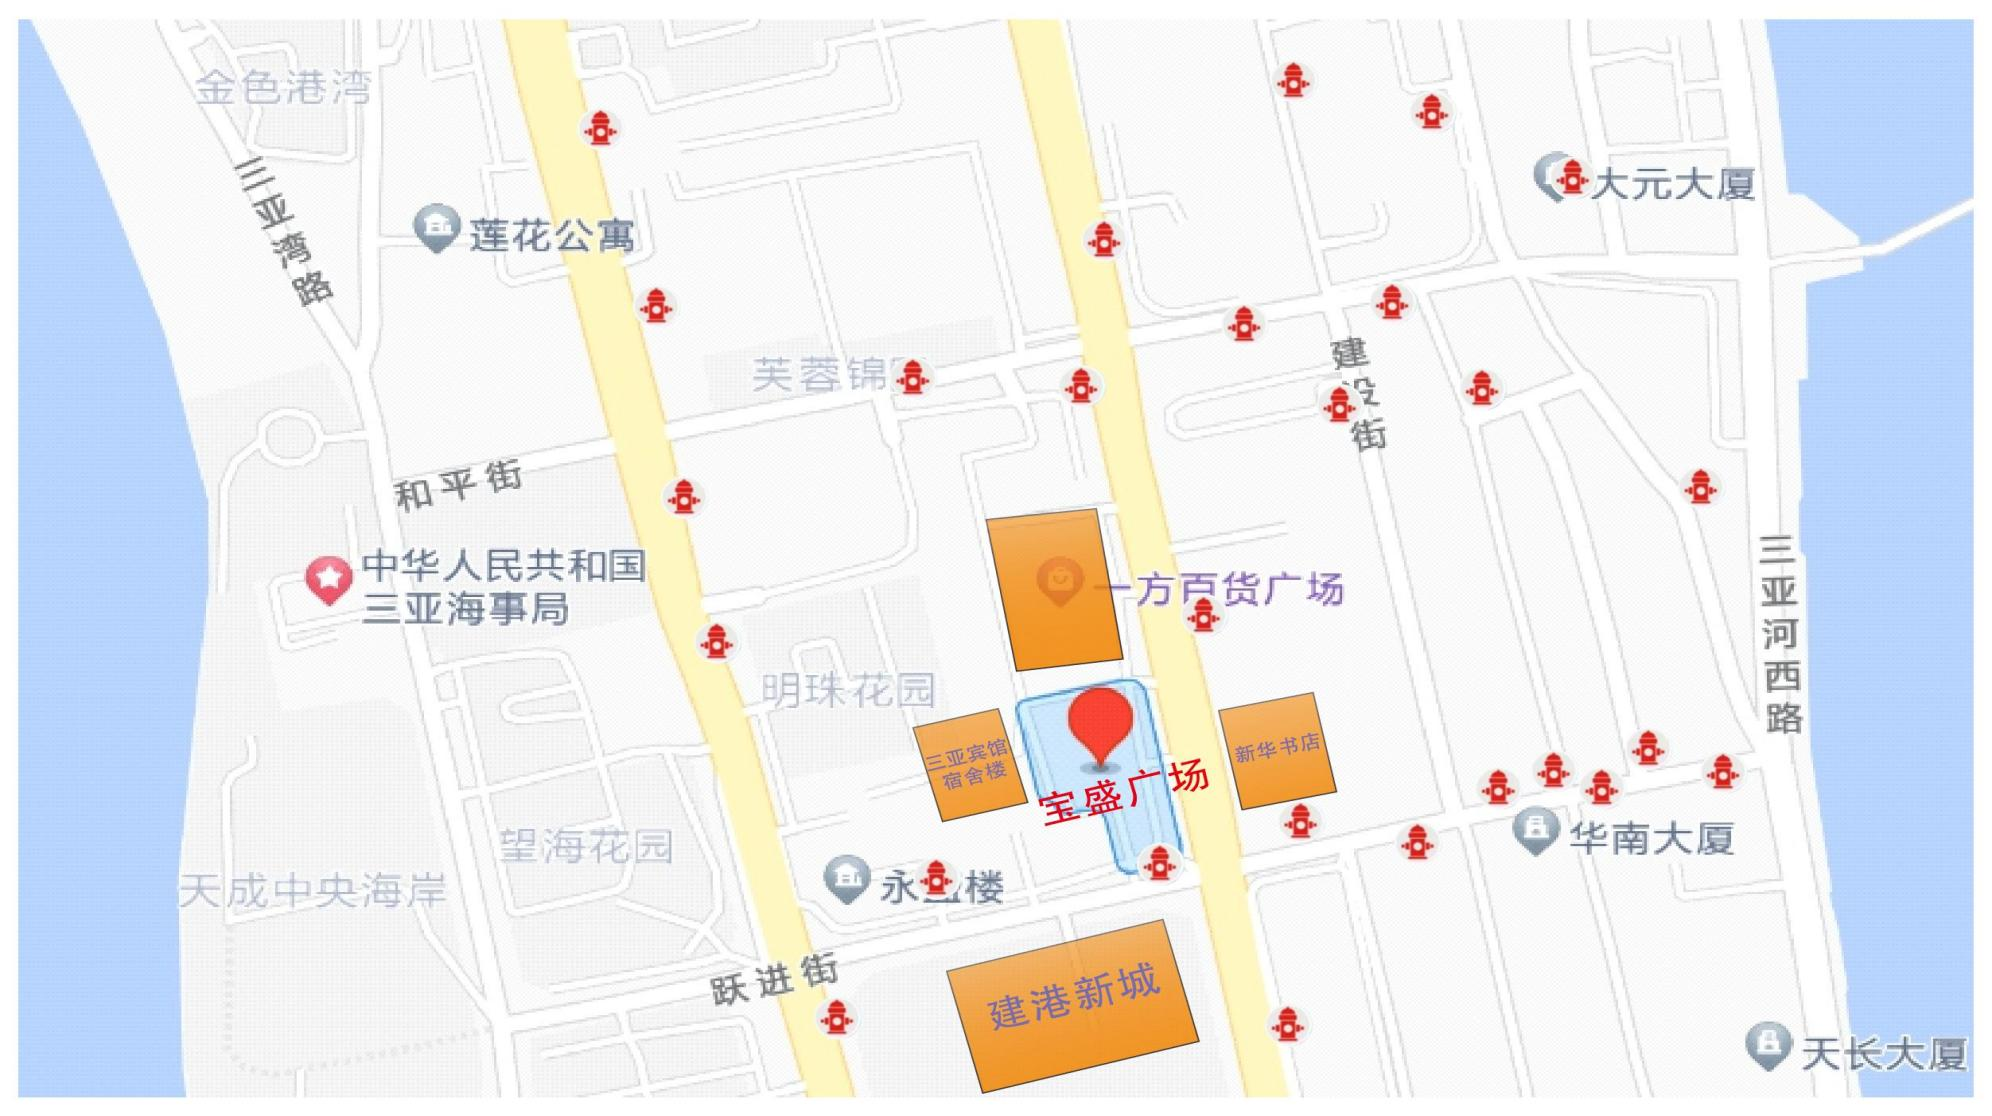 金色港湾
三亚湾路
莲花公寓
大元大厦
芙蓉锦
建设街
和平街
中华人民共和国
三亚海事局
一方百货广场
三亚河西路
明珠花园
三亚宾馆
宿舍楼
新华书店
宝盛广场
望海花园
华南大厦
天成中央海岸
永
楼
跃进街
建港新城
天长大厦